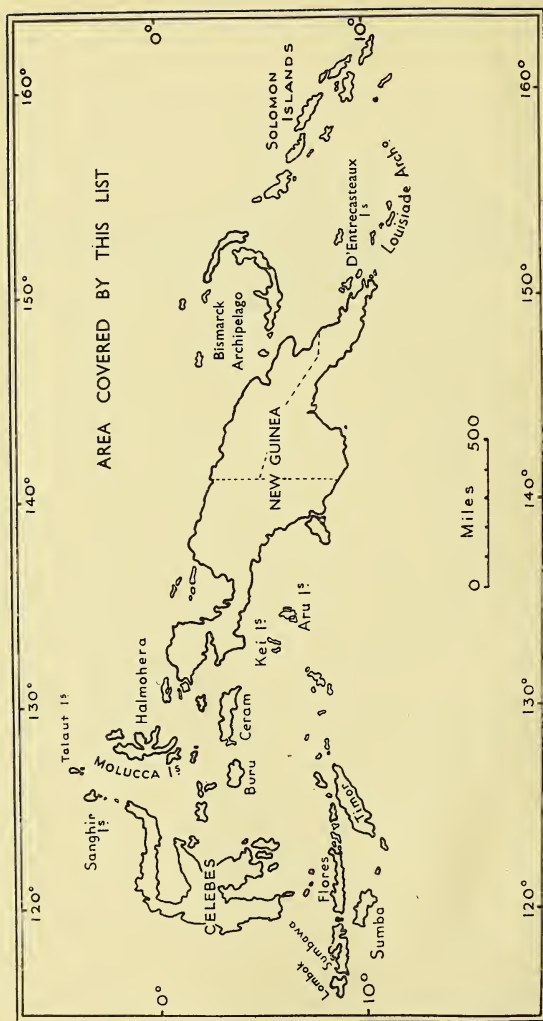 AREA COVERED BY THIS LIST
120°
130°
140°
150°
160°
0°
0°
10°
10°
Talaut Is.
Sanghir
Is.
Halmohera
MOLUCCA Is.
CELEBES
Buru
Ceram
Kei Is.
Aru Is.
NEW GUINEA
Bismarck
Archipelago
SOLOMON
ISLANDS
D'Entrecasteaux
Is
Louisiade Archo.
Lombok
Sumbawa
Flores
Sumba
Timor
Miles
0
500
120°
130°
140°
150°
160°